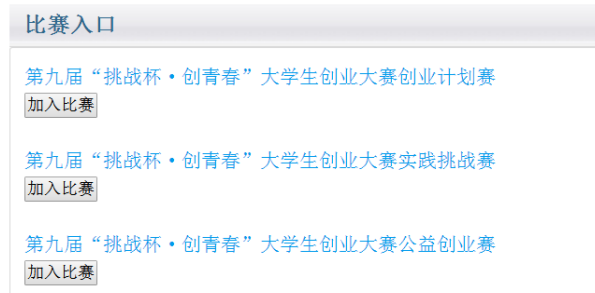 比赛入口
第九届“挑战杯·创青春”大学生创业大赛创业计划赛
加入比赛
第九届“挑战杯·创青春”大学生创业大赛实践挑战赛
加入比赛
第九届“挑战杯·创青春”大学生创业大赛公益创业赛
加入比赛